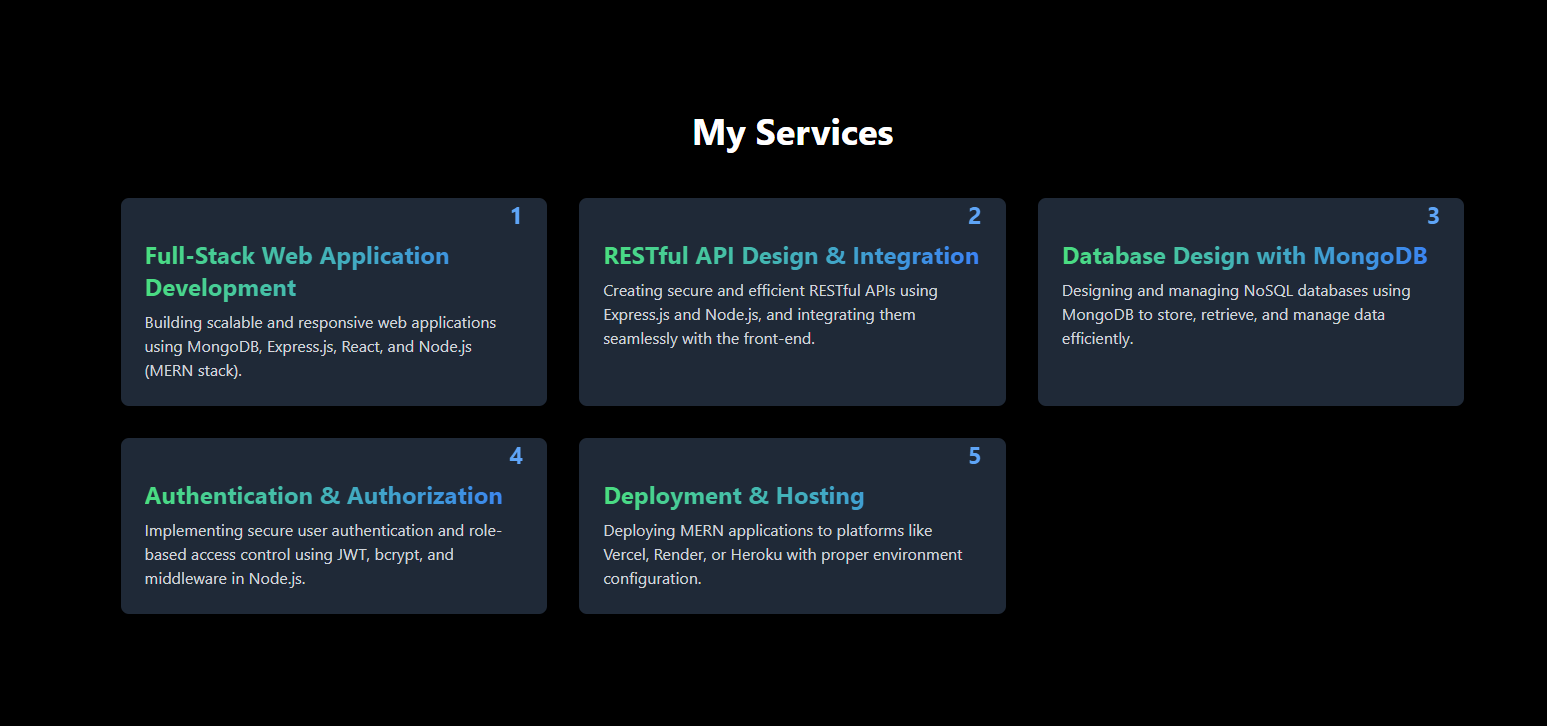 My Services
1
Full-Stack Web Application
Development
Building scalable and responsive web applications
using MongoDB, Express.js, React, and Node.js
(MERN stack).
2
RESTful API Design & Integration
Creating secure and efficient RESTful APIs using
Express.js and Node.js, and integrating them
seamlessly with the front-end.
3
Database Design with MongoDB
Designing and managing NoSQL databases using
MongoDB to store, retrieve, and manage data
efficiently.
4
Authentication & Authorization
Implementing secure user authentication and role-
based access control using JWT, bcrypt, and
middleware in Node.js.
5
Deployment & Hosting
Deploying MERN applications to platforms like
Vercel, Render, or Heroku with proper environment
configuration.